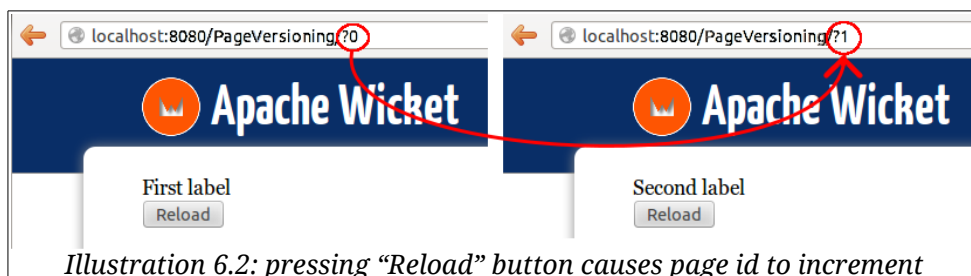 localhost:8080/PageVersioning/?0
Apache Wicket
First label
Reload
localhost:8080/PageVersioning/?1
Apache Wicket
Second label
Reload
Illustration 6.2: pressing “Reload” button causes page id to increment